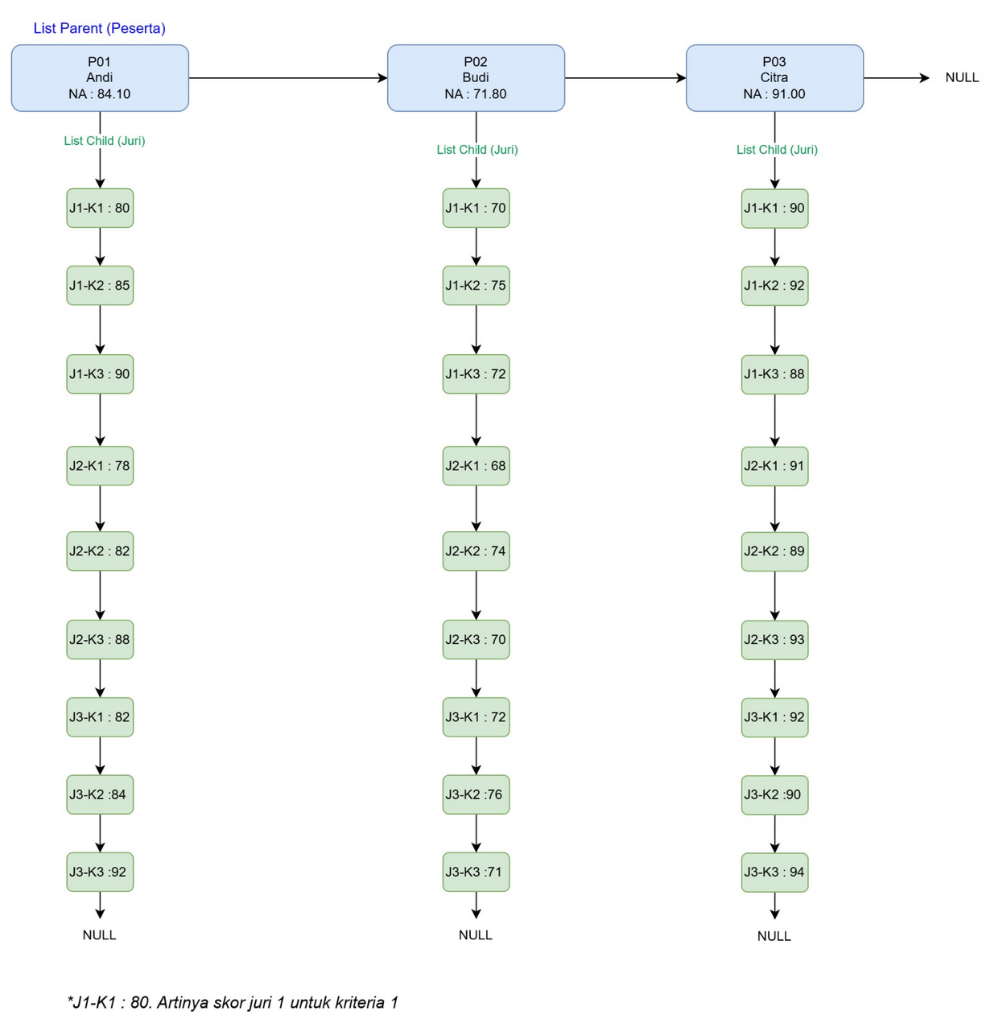 List Parent (Peserta)
P01
Andi
NA : 84.10
P02
Budi
NA : 71.80
P03
Citra
NA : 91.00
NULL
List Child (Juri)
J1-K1 : 80
J1-K2 : 85
J1-K3 : 90
J2-K1 : 78
J2-K2 : 82
J2-K3 : 88
J3-K1 : 82
J3-K2 :84
J3-K3 :92
NULL
List Child (Juri)
J1-K1 : 70
J1-K2 : 75
J1-K3 : 72
J2-K1 : 68
J2-K2 : 74
J2-K3 : 70
J3-K1 : 72
J3-K2 :76
J3-K3 :71
NULL
List Child (Juri)
J1-K1 : 90
J1-K2 : 92
J1-K3 : 88
J2-K1 : 91
J2-K2 : 89
J2-K3 : 93
J3-K1 : 92
J3-K2 :90
J3-K3 : 94
NULL
*J1-K1 : 80. Artinya skor juri 1 untuk kriteria 1